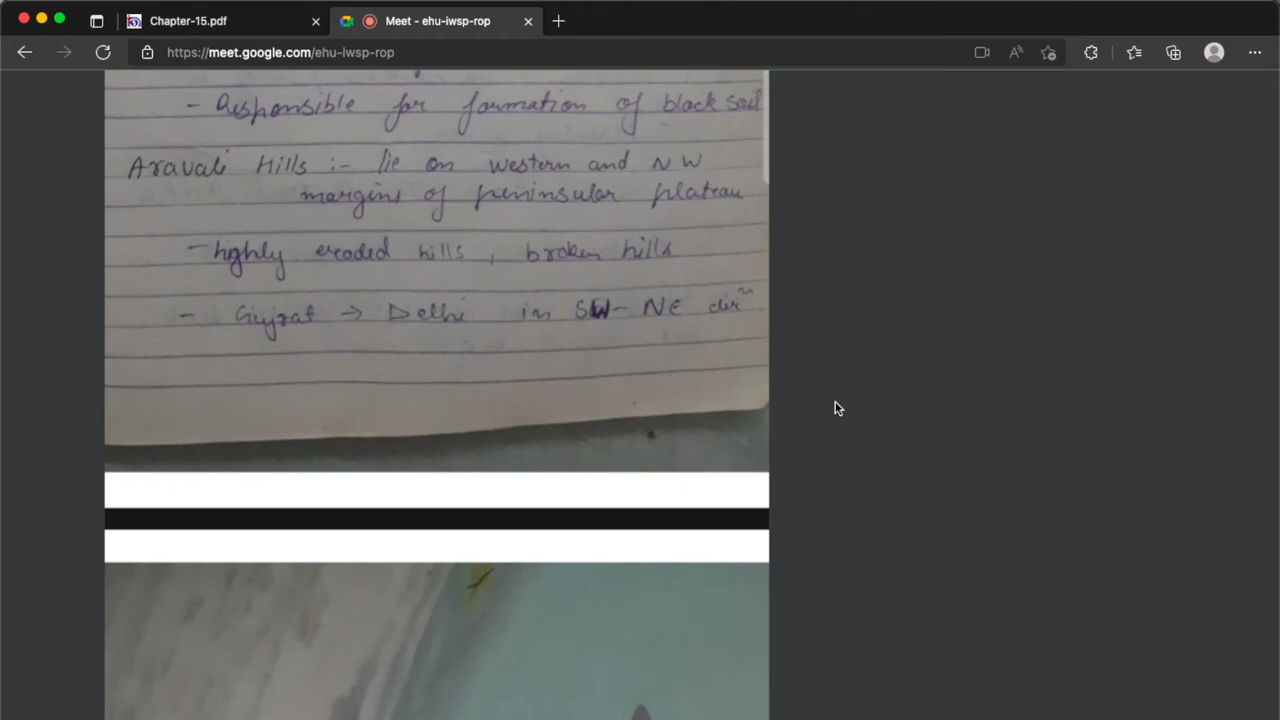 Chapter-15.pdf
Meet - ehu-iwsp-rop
https://meet.google.com/ehu-iwsp-rop
- Responsible for formation of black soil
Aravali Hills :- lie on western and NW
margins of peninsular plateau
- highly eroded hills, broken hills
- Gujrat → Delhi in SW- NE dirⁿ.